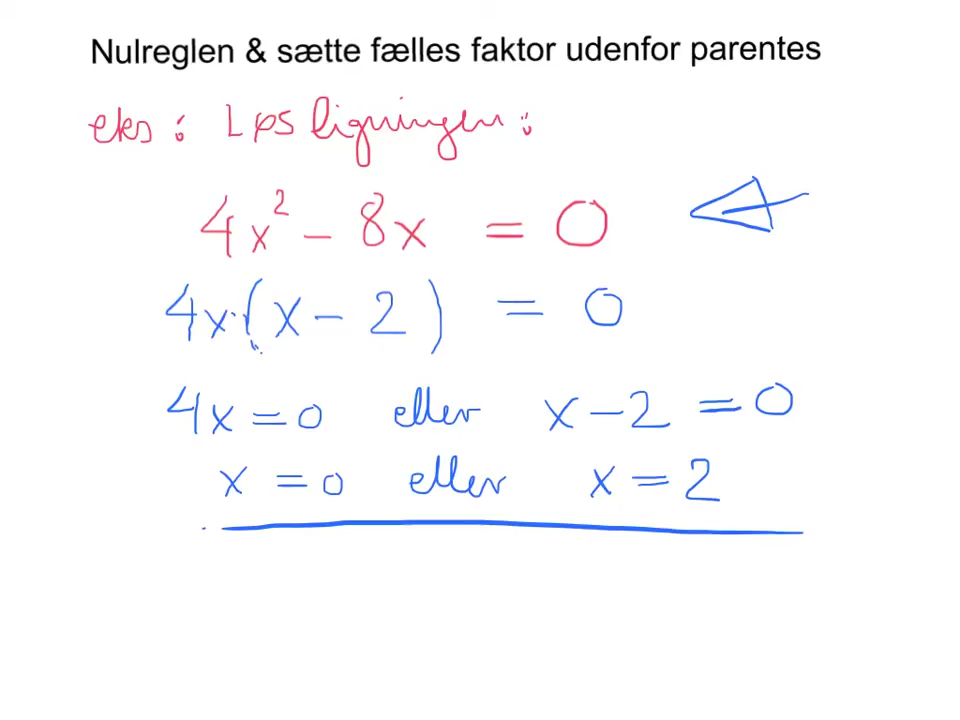 Nulreglen & sætte fælles faktor udenfor parentes
eks : Løs ligningen :
4x² - 8x = 0
4x·(x - 2) = 0
4x = 0 eller x - 2 = 0
x = 0 eller x = 2